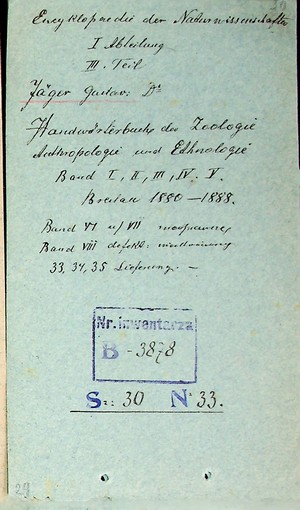 Encyklopaedie der Naturwissenschaften
I Abteilung
III. Teil
Jäger Gustav: Dr
Handwörterbuch der Zoologie
Anthropologie und Ethnologie
Band I, II, III, IV. V.
Breslau 1880–1888.
Band VI u/ VII
Band VIII defekt:
33, 34, 35 Lieferung. –
Nr. inwentarza
B - 3878
S: 30 N 33.